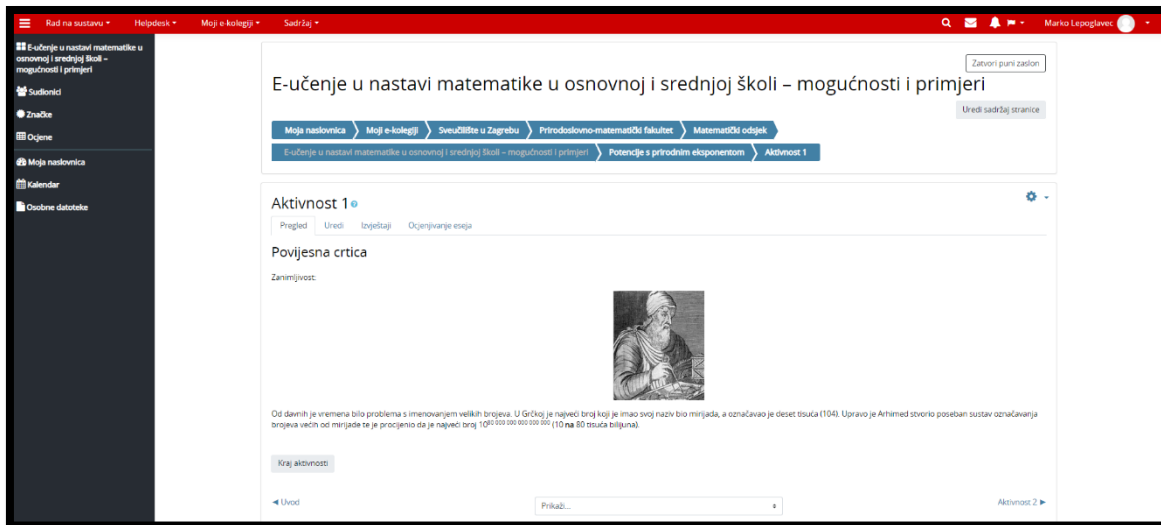 Rad na sustavu Helpdesk Moji e-kolegiji Sadržaj Marko Lepoglavec
E-učenje u nastavi matematike u
osnovnoj i srednjoj školi –
mogućnosti i primjeri
Sudionici
Značke
Ocjene
Moja naslovnica
Kalendar
Osobne datoteke
Zatvori puni zaslon
E-učenje u nastavi matematike u osnovnoj i srednjoj školi – mogućnosti i primjeri
Uredi sadržaj stranice
Moja naslovnica Moji e-kolegiji Sveučilište u Zagrebu Prirodoslovno-matematički fakultet Matematički odsjek
E-učenje u nastavi matematike u osnovnoj i srednjoj školi – mogućnosti i primjeri Potencije s prirodnim eksponentom Aktivnost 1
Aktivnost 1
Pregled Uredi Izvještaji Ocjenjivanje eseja
Povijesna crtica
Zanimljivost:
Od davnih je vremena bilo problema s imenovanjem velikih brojeva. U Grčkoj je najveći broj koji je imao svoj naziv bio mirijada, a označavao je deset tisuća (104). Upravo je Arhimed stvorio poseban sustav označavanja
brojeva većih od mirijade te je procijenio da je najveći broj 10^80 000 000 000 000 000 (10 na 80 tisuća bilijuna).
Kraj aktivnosti
◄ Uvod Prikaži... Aktivnost 2 ►